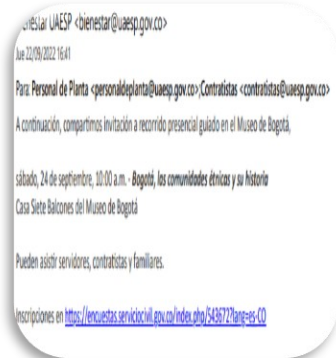 Bienestar UAESP <bienestar@uaesp.gov.co>
Jue 22/09/2022 16:41
Para: Personal de Planta <personaldeplanta@uaesp.gov.co>;Contratistas <contratistas@uaesp.gov.co>
A continuación, compartimos invitación a recorrido presencial guiado en el Museo de Bogotá,
sábado, 24 de septiembre, 10:00 a.m. - Bogotá, las comunidades étnicas y su historia
Casa Siete Balcones del Museo de Bogotá
Pueden asistir servidores, contratistas y familiares.
Inscripciones en https://encuestas.serviciocivil.gov.co/index.php/543672?lang=es-CO